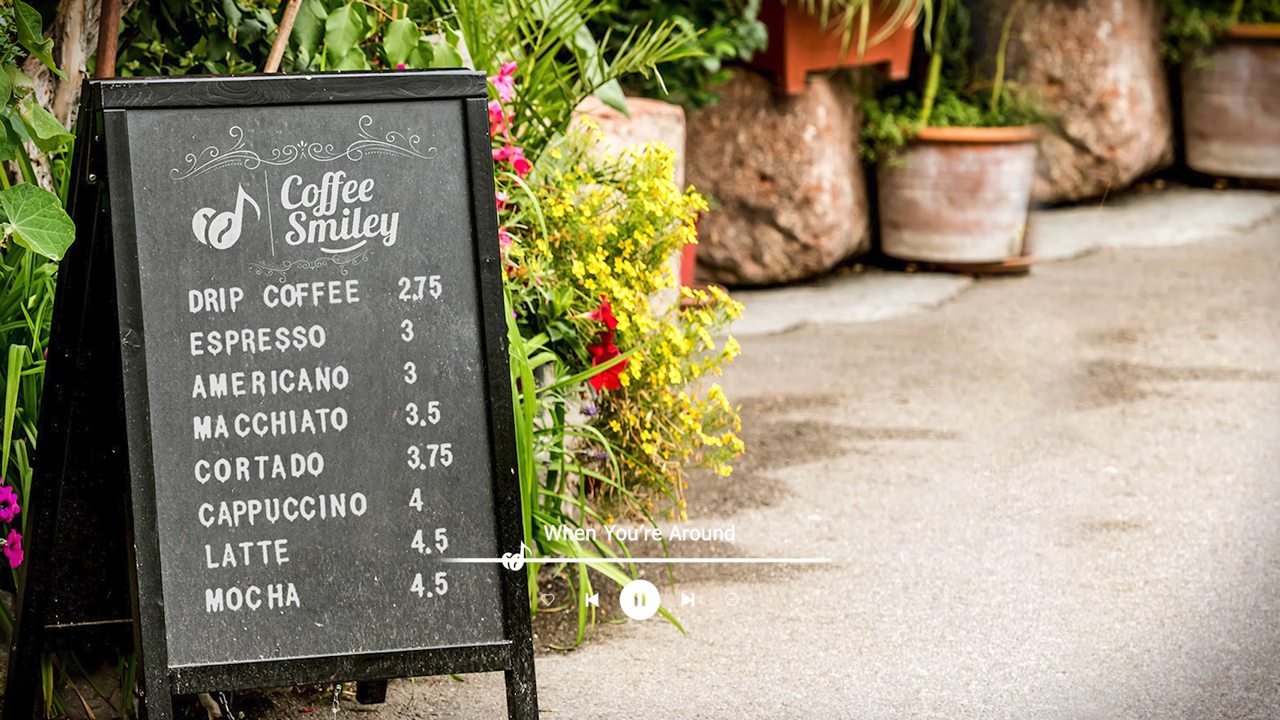 Coffee
Smiley
DRIP COFFEE 2.75
ESPRESSO 3
AMERICANO 3
MACCHIATO 3.5
CORTADO 3.75
CAPPUCCINO 4
LATTE 4.5
MOCHA 4.5
When You're Around